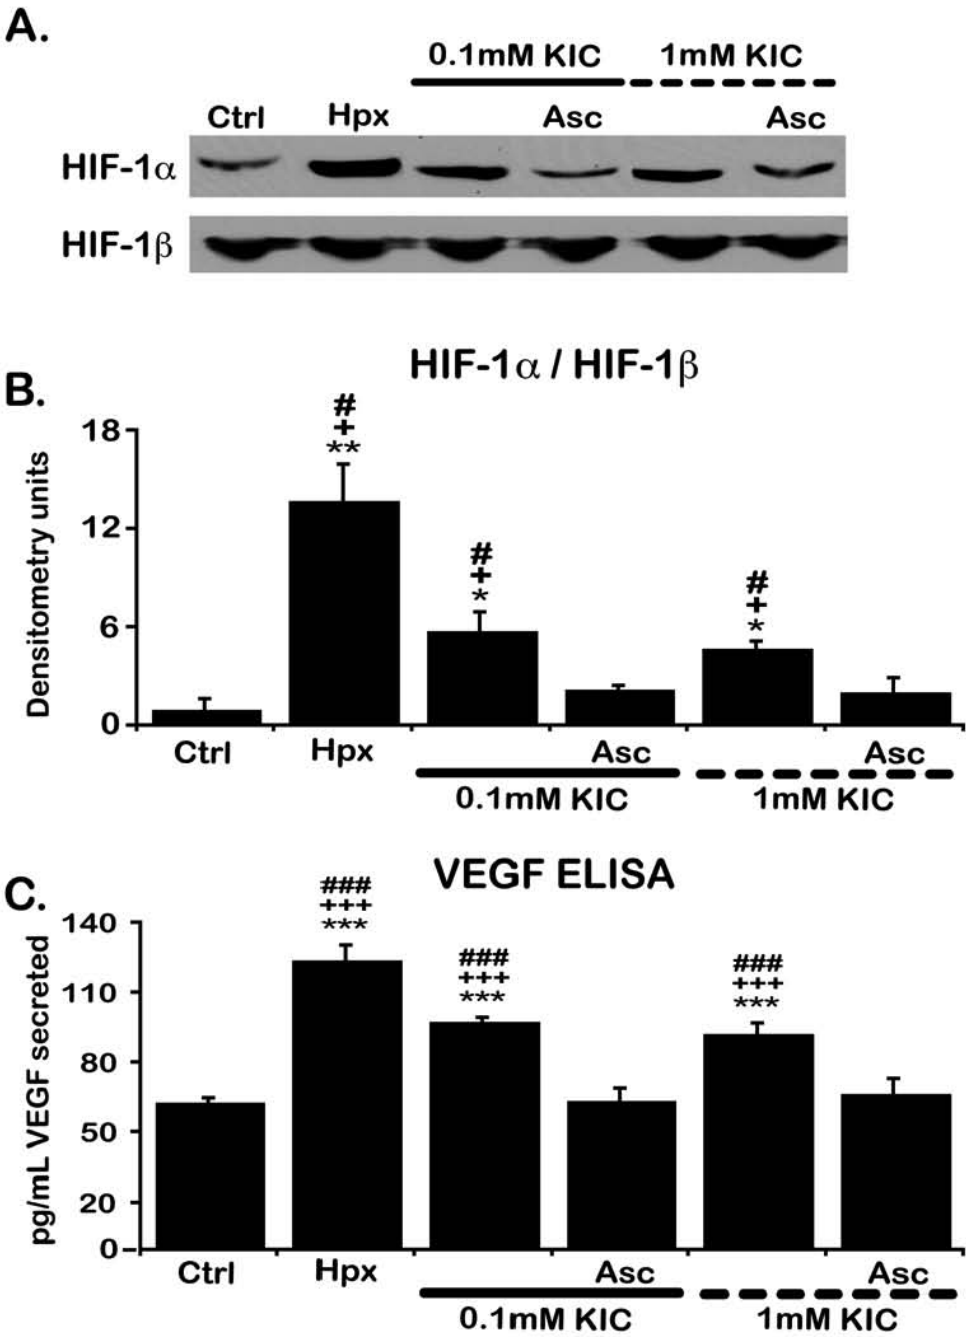 A.
0.1mM KIC 1mM KIC
Ctrl Hpx Asc Asc
HIF-1α
HIF-1β
B.
HIF-1α / HIF-1β
Densitometry units
18
12
6
0
#
+
**
#
+
*
#
+
*
Ctrl Hpx Asc Asc
0.1mM KIC 1mM KIC
C.
VEGF ELISA
pg/mL VEGF secreted
140
110
80
50
20
0
###
+++
***
###
+++
***
###
+++
***
Ctrl Hpx Asc Asc
0.1mM KIC 1mM KIC